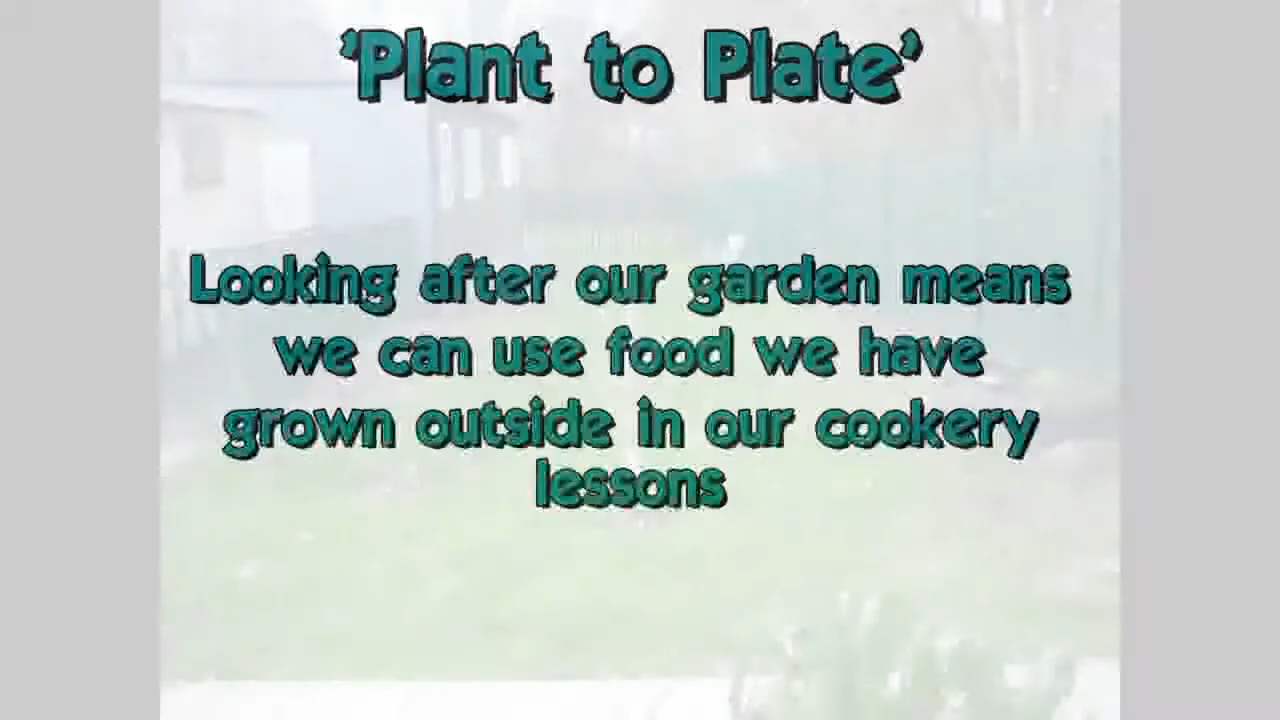 ‘Plant to Plate’
Looking after our garden means
we can use food we have
grown outside in our cookery
lessons